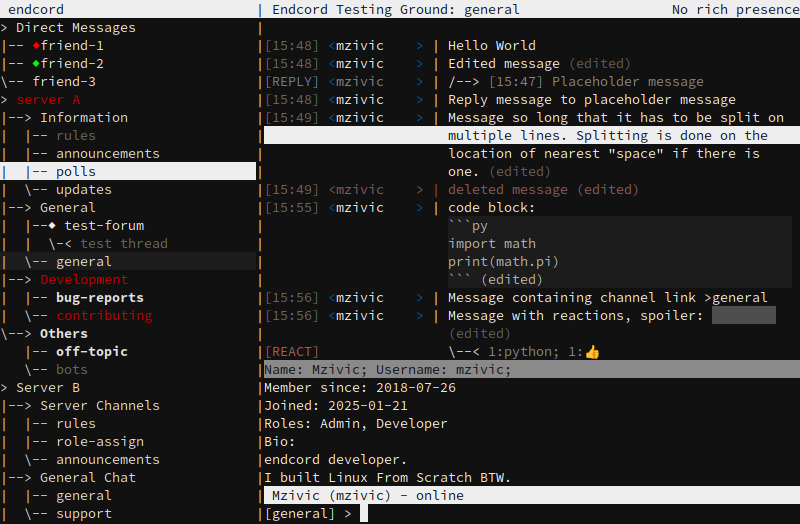 endcord
> Direct Messages
|-- ◆friend-1
|-- ◆friend-2
\-- friend-3
> server A
|--> Information
|  |-- rules
|  |-- announcements
|  |-- polls
|  \-- updates
|--> General
|  |--◆ test-forum
|  |  \-< test thread
|  \-- general
|--> Development
|  |-- bug-reports
|  \-- contributing
\--> Others
   |-- off-topic
   \-- bots
> Server B
|--> Server Channels
|  |-- rules
|  |-- role-assign
|  \-- announcements
|--> General Chat
|  |-- general
|  \-- support
| Endcord Testing Ground: general No rich presence
|[15:48] <mzivic    > | Hello World
|[15:48] <mzivic    > | Edited message (edited)
|[REPLY] <mzivic    > | /--> [15:47] Placeholder message
|[15:48] <mzivic    > | Reply message to placeholder message
|[15:49] <mzivic    > | Message so long that it has to be split on
multiple lines. Splitting is done on the
location of nearest "space" if there is
one. (edited)
|[15:49] <mzivic    > | deleted message (edited)
|[15:55] <mzivic    > | code block:
```py
import math
print(math.pi)
``` (edited)
|[15:56] <mzivic    > | Message containing channel link >general
|[15:56] <mzivic    > | Message with reactions, spoiler:
(edited)
|[REACT] \--< 1:python; 1:👍
Name: Mzivic; Username: mzivic;
|Member since: 2018-07-26
|Joined: 2025-01-21
|Roles: Admin, Developer
|Bio:
|endcord developer.
|I built Linux From Scratch BTW.
Mzivic (mzivic) - online
|[general] >